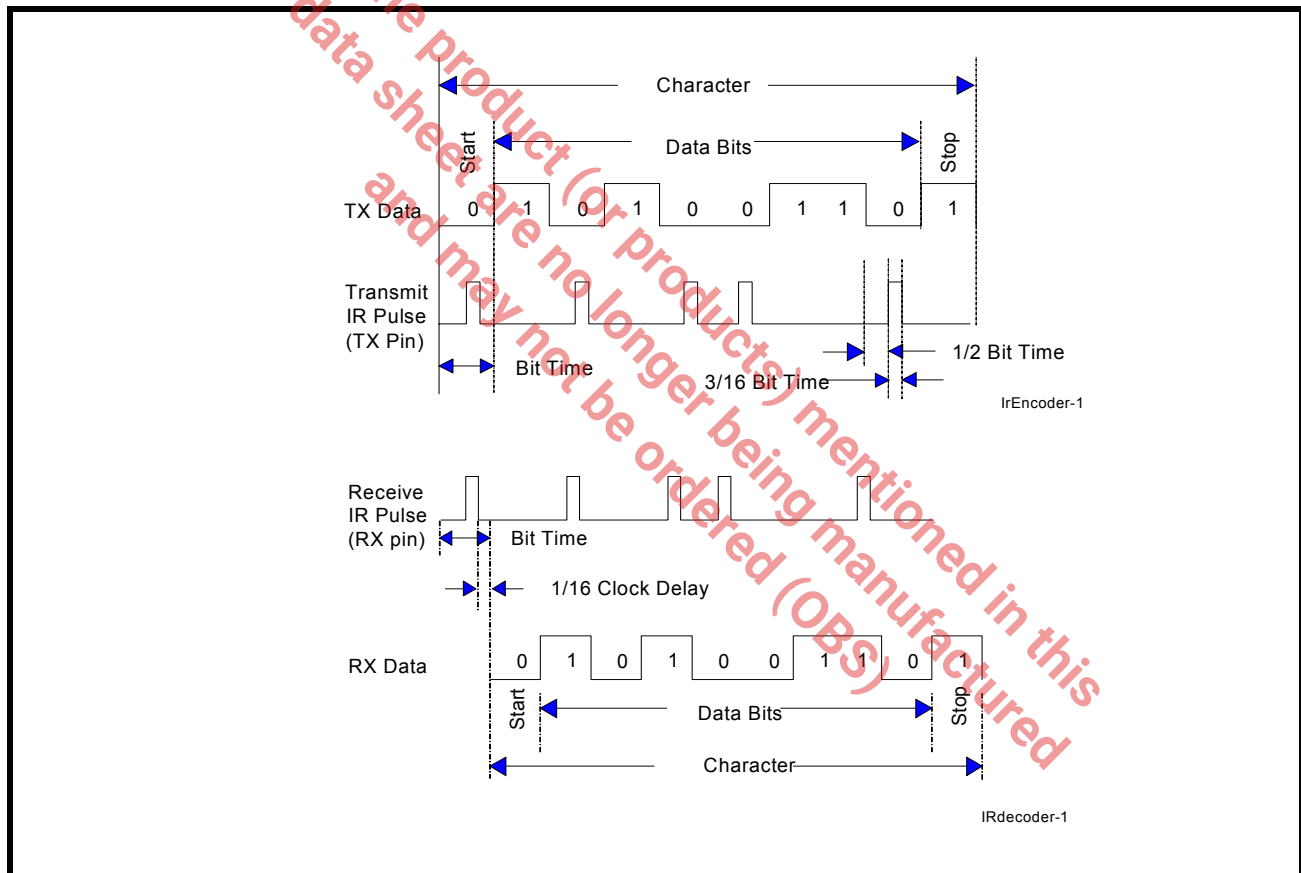 The product (or products) mentioned in this
data sheet are no longer being manufactured
and may not be ordered (OBS)
Character
Start
Data Bits
Stop
TX Data
0 1 0 1 0 0 1 1 0 1
Transmit
IR Pulse
(TX Pin)
Bit Time
1/2 Bit Time
3/16 Bit Time
IrEncoder-1
Receive
IR Pulse
(RX pin)
Bit Time
1/16 Clock Delay
RX Data
0 1 0 1 0 0 1 1 0 1
Start
Data Bits
Stop
Character
IRdecoder-1